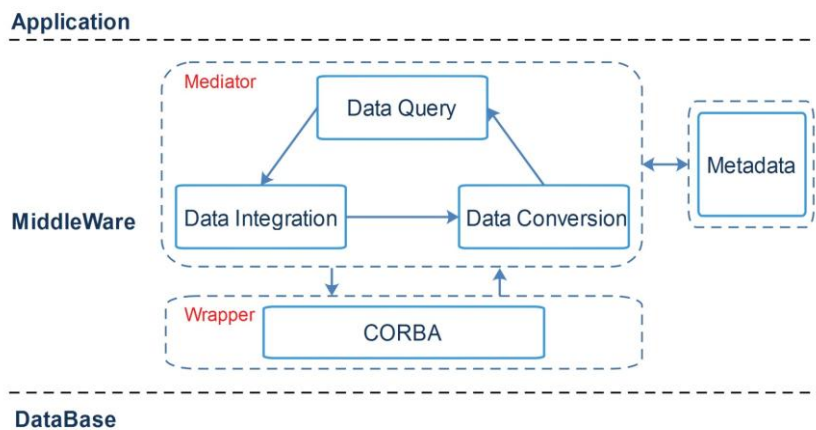 Application
Mediator
Data Query
Metadata
Data Integration
Data Conversion
MiddleWare
Wrapper
CORBA
DataBase